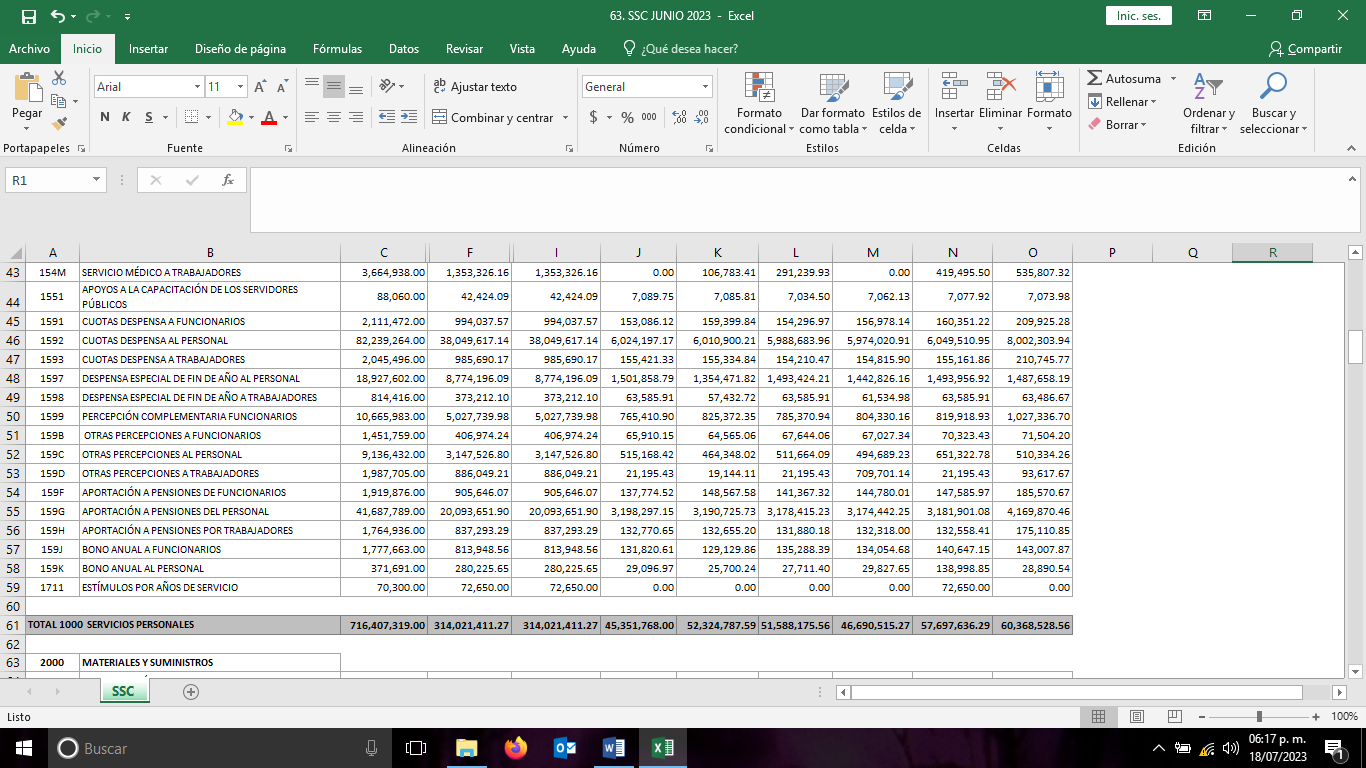 63. SSC JUNIO 2023 - Excel
Inic. ses.
Archivo Inicio Insertar Diseño de página Fórmulas Datos Revisar Vista Ayuda ¿Qué desea hacer? Compartir
Pegar
Portapapeles
Arial 11
N K S
Fuente
Ajustar texto
Combinar y centrar
Alineación
General
$ % 000
Número
Formato condicional
Dar formato como tabla
Estilos de celda
Estilos
Insertar Eliminar Formato
Celdas
Autosuma
Rellenar
Borrar
Ordenar y filtrar
Buscar y seleccionar
Edición
R1 fx
A B C F I J K L M N O P Q R
43 154M SERVICIO MÉDICO A TRABAJADORES 3,664,938.00 1,353,326.16 1,353,326.16 0.00 106,783.41 291,239.93 0.00 419,495.50 535,807.32
44 1551 APOYOS A LA CAPACITACIÓN DE LOS SERVIDORES PÚBLICOS 88,060.00 42,424.09 42,424.09 7,089.75 7,085.81 7,034.50 7,062.13 7,077.92 7,073.98
45 1591 CUOTAS DESPENSA A FUNCIONARIOS 2,111,472.00 994,037.57 994,037.57 153,086.12 159,399.84 154,296.97 156,978.14 160,351.22 209,925.28
46 1592 CUOTAS DESPENSA AL PERSONAL 82,239,264.00 38,049,617.14 38,049,617.14 6,024,197.17 6,010,900.21 5,988,683.96 5,974,020.91 6,049,510.95 8,002,303.94
47 1593 CUOTAS DESPENSA A TRABAJADORES 2,045,496.00 985,690.17 985,690.17 155,421.33 155,334.84 154,210.47 154,815.90 155,161.86 210,745.77
48 1597 DESPENSA ESPECIAL DE FIN DE AÑO AL PERSONAL 18,927,602.00 8,774,196.09 8,774,196.09 1,501,858.79 1,354,471.82 1,493,424.21 1,442,826.16 1,493,956.92 1,487,658.19
49 1598 DESPENSA ESPECIAL DE FIN DE AÑO A TRABAJADORES 814,416.00 373,212.10 373,212.10 63,585.91 57,432.72 63,585.91 61,534.98 63,585.91 63,486.67
50 1599 PERCEPCIÓN COMPLEMENTARIA FUNCIONARIOS 10,665,983.00 5,027,739.98 5,027,739.98 765,410.90 825,372.35 785,370.94 804,330.16 819,918.93 1,027,336.70
51 159B OTRAS PERCEPCIONES A FUNCIONARIOS 1,451,759.00 406,974.24 406,974.24 65,910.15 64,565.06 67,644.06 67,027.34 70,323.43 71,504.20
52 159C OTRAS PERCEPCIONES AL PERSONAL 9,136,432.00 3,147,526.80 3,147,526.80 515,168.42 464,348.02 511,664.09 494,689.23 651,322.78 510,334.26
53 159D OTRAS PERCEPCIONES A TRABAJADORES 1,987,705.00 886,049.21 886,049.21 21,195.43 19,144.11 21,195.43 709,701.14 21,195.43 93,617.67
54 159F APORTACIÓN A PENSIONES DE FUNCIONARIOS 1,919,876.00 905,646.07 905,646.07 137,774.52 148,567.58 141,367.32 144,780.01 147,585.97 185,570.67
55 159G APORTACIÓN A PENSIONES DEL PERSONAL 41,687,789.00 20,093,651.90 20,093,651.90 3,198,297.15 3,190,725.73 3,178,415.23 3,174,442.25 3,181,901.08 4,169,870.46
56 159H APORTACIÓN A PENSIONES POR TRABAJADORES 1,764,936.00 837,293.29 837,293.29 132,770.65 132,655.20 131,880.18 132,318.00 132,558.41 175,110.85
57 159J BONO ANUAL A FUNCIONARIOS 1,777,663.00 813,948.56 813,948.56 131,820.61 129,129.86 135,288.39 134,054.68 140,647.15 143,007.87
58 159K BONO ANUAL AL PERSONAL 371,691.00 280,225.65 280,225.65 29,096.97 25,700.24 27,711.40 29,827.65 138,998.85 28,890.54
59 1711 ESTÍMULOS POR AÑOS DE SERVICIO 70,300.00 72,650.00 72,650.00 0.00 0.00 0.00 0.00 72,650.00 0.00
60
61 TOTAL 1000 SERVICIOS PERSONALES 716,407,319.00 314,021,411.27 314,021,411.27 45,351,768.00 52,324,787.59 51,588,175.56 46,690,515.27 57,697,636.29 60,368,528.56
62
63 2000 MATERIALES Y SUMINISTROS
SSC
Listo 100%
Buscar
06:17 p. m.
18/07/2023
1